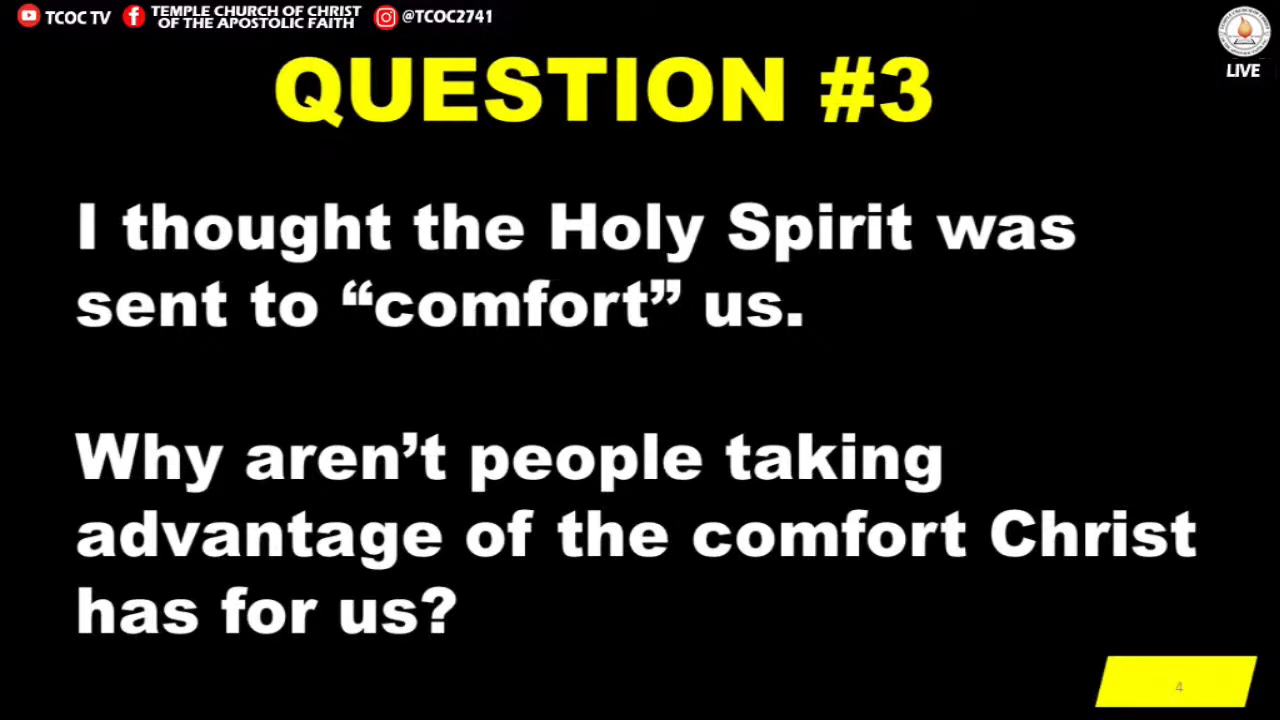 TCOC TV
TEMPLE CHURCH OF CHRIST
OF THE APOSTOLIC FAITH
@TCOC2741
LIVE
QUESTION #3
I thought the Holy Spirit was
sent to “comfort” us.
Why aren’t people taking
advantage of the comfort Christ
has for us?
4